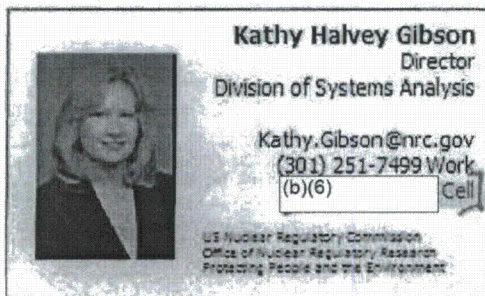 Kathy Halvey Gibson
Director
Division of Systems Analysis
Kathy.Gibson@nrc.gov
(301) 251-7499 Work
(b)(6) Cell
US Nuclear Regulatory Commission
Office of Nuclear Regulatory Research
Protecting People and the Environment